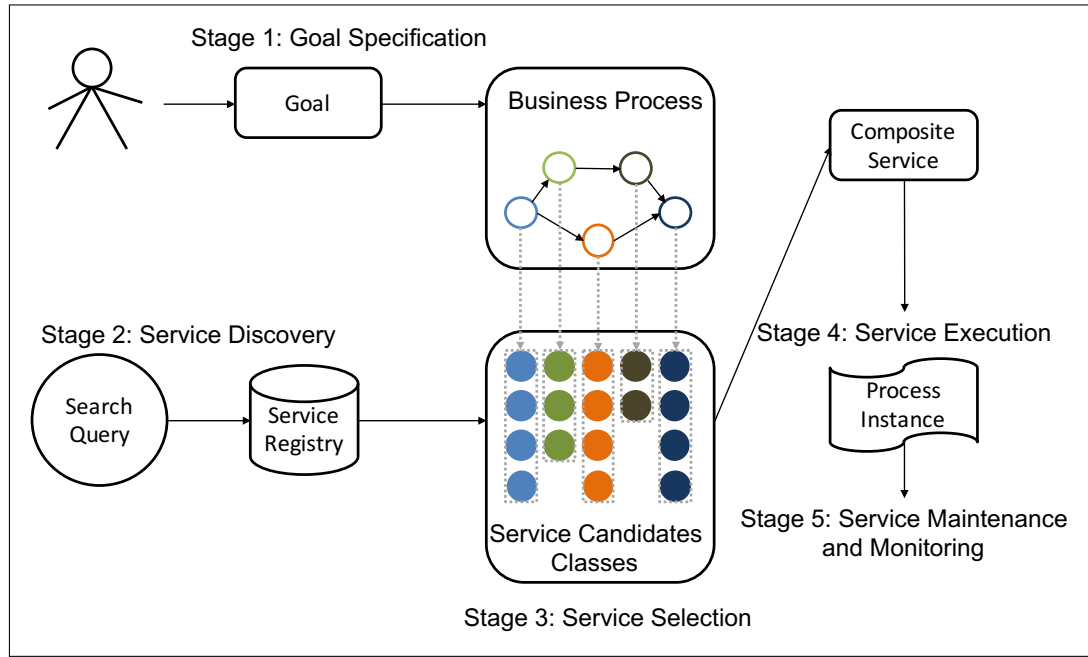 Stage 1: Goal Specification
Goal
Business Process
Composite
Service
Stage 2: Service Discovery
Search
Query
Service
Registry
Service Candidates
Classes
Stage 3: Service Selection
Stage 4: Service Execution
Process
Instance
Stage 5: Service Maintenance
and Monitoring